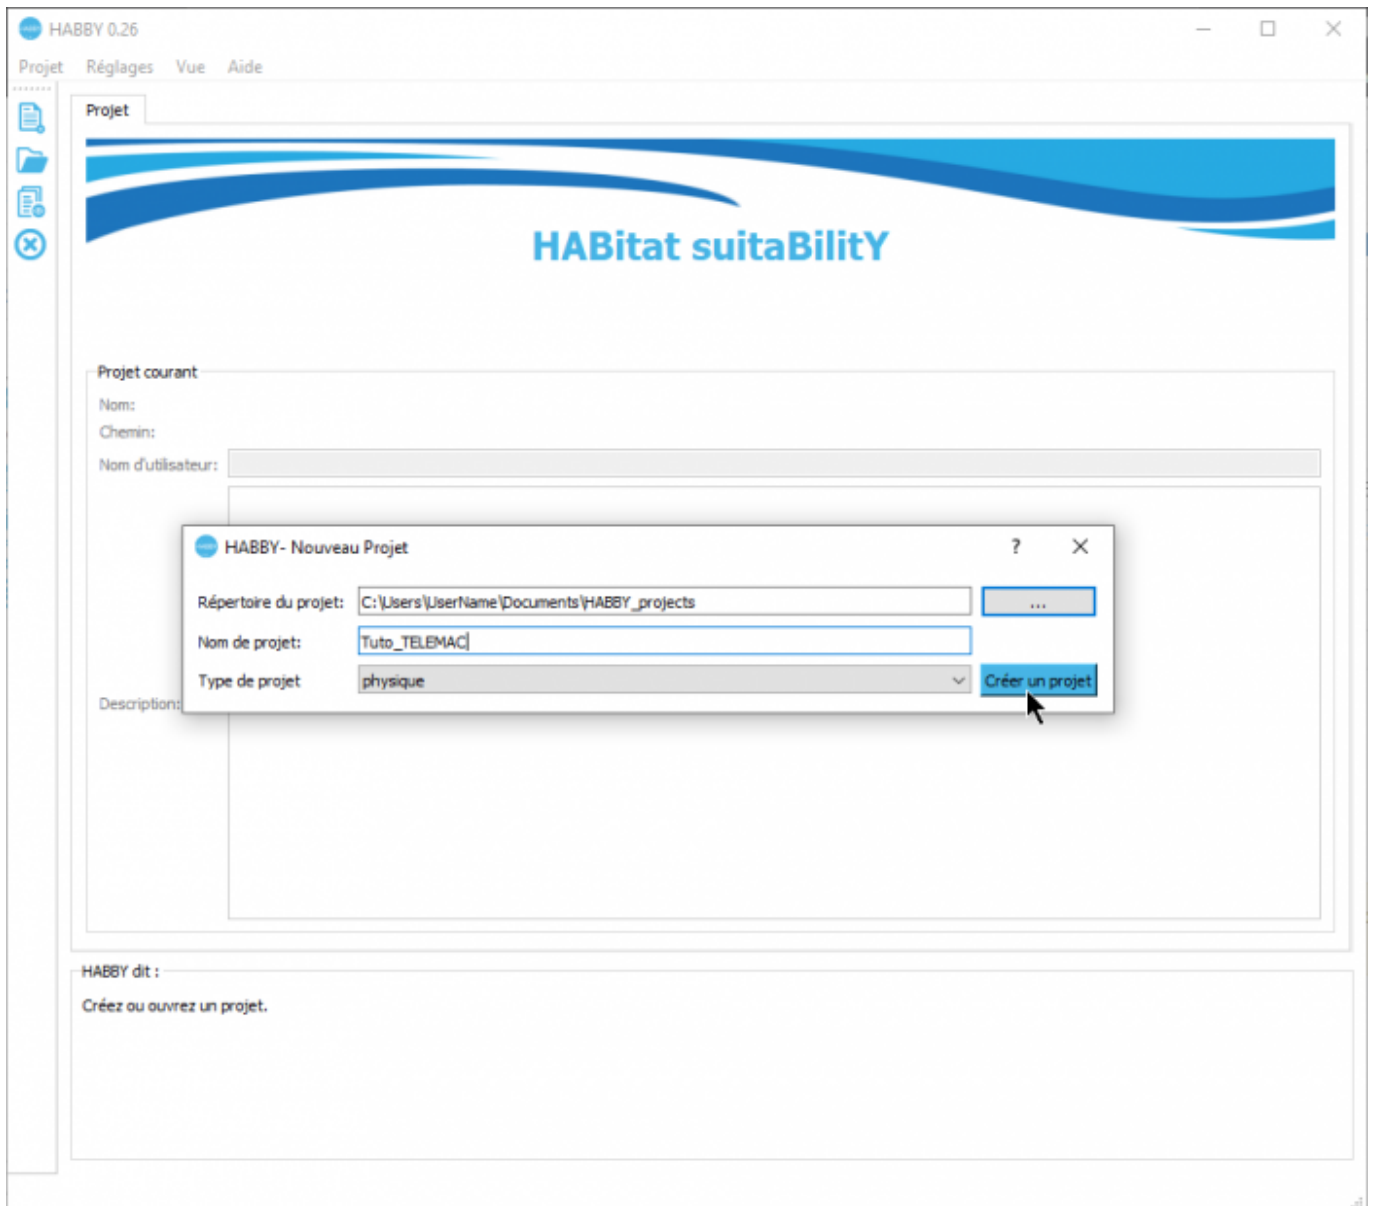 HABBY 0.26
Projet Réglages Vue Aide
Projet
HABitat suitaBilitY
Projet courant
Nom:
Chemin:
Nom d'utilisateur:
HABBY- Nouveau Projet
Répertoire du projet: C:\Users\UserName\Documents\HABBY_projects ...
Nom de projet: Tuto_TELEMAC
Type de projet physique Créer un projet
Description:
HABBY dit :
Créez ou ouvrez un projet.